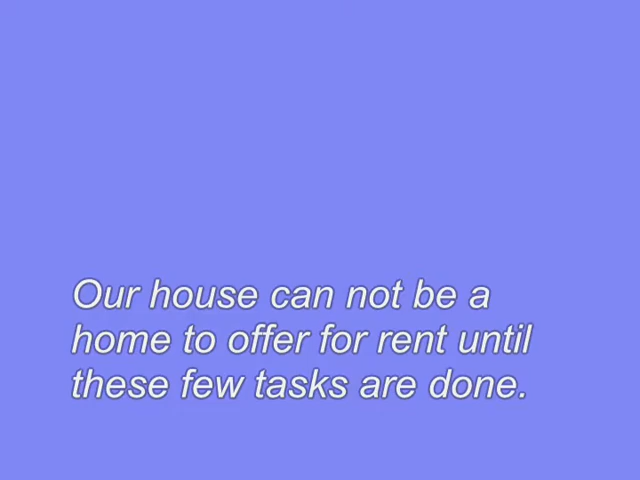 Our house can not be a
home to offer for rent until
these few tasks are done.